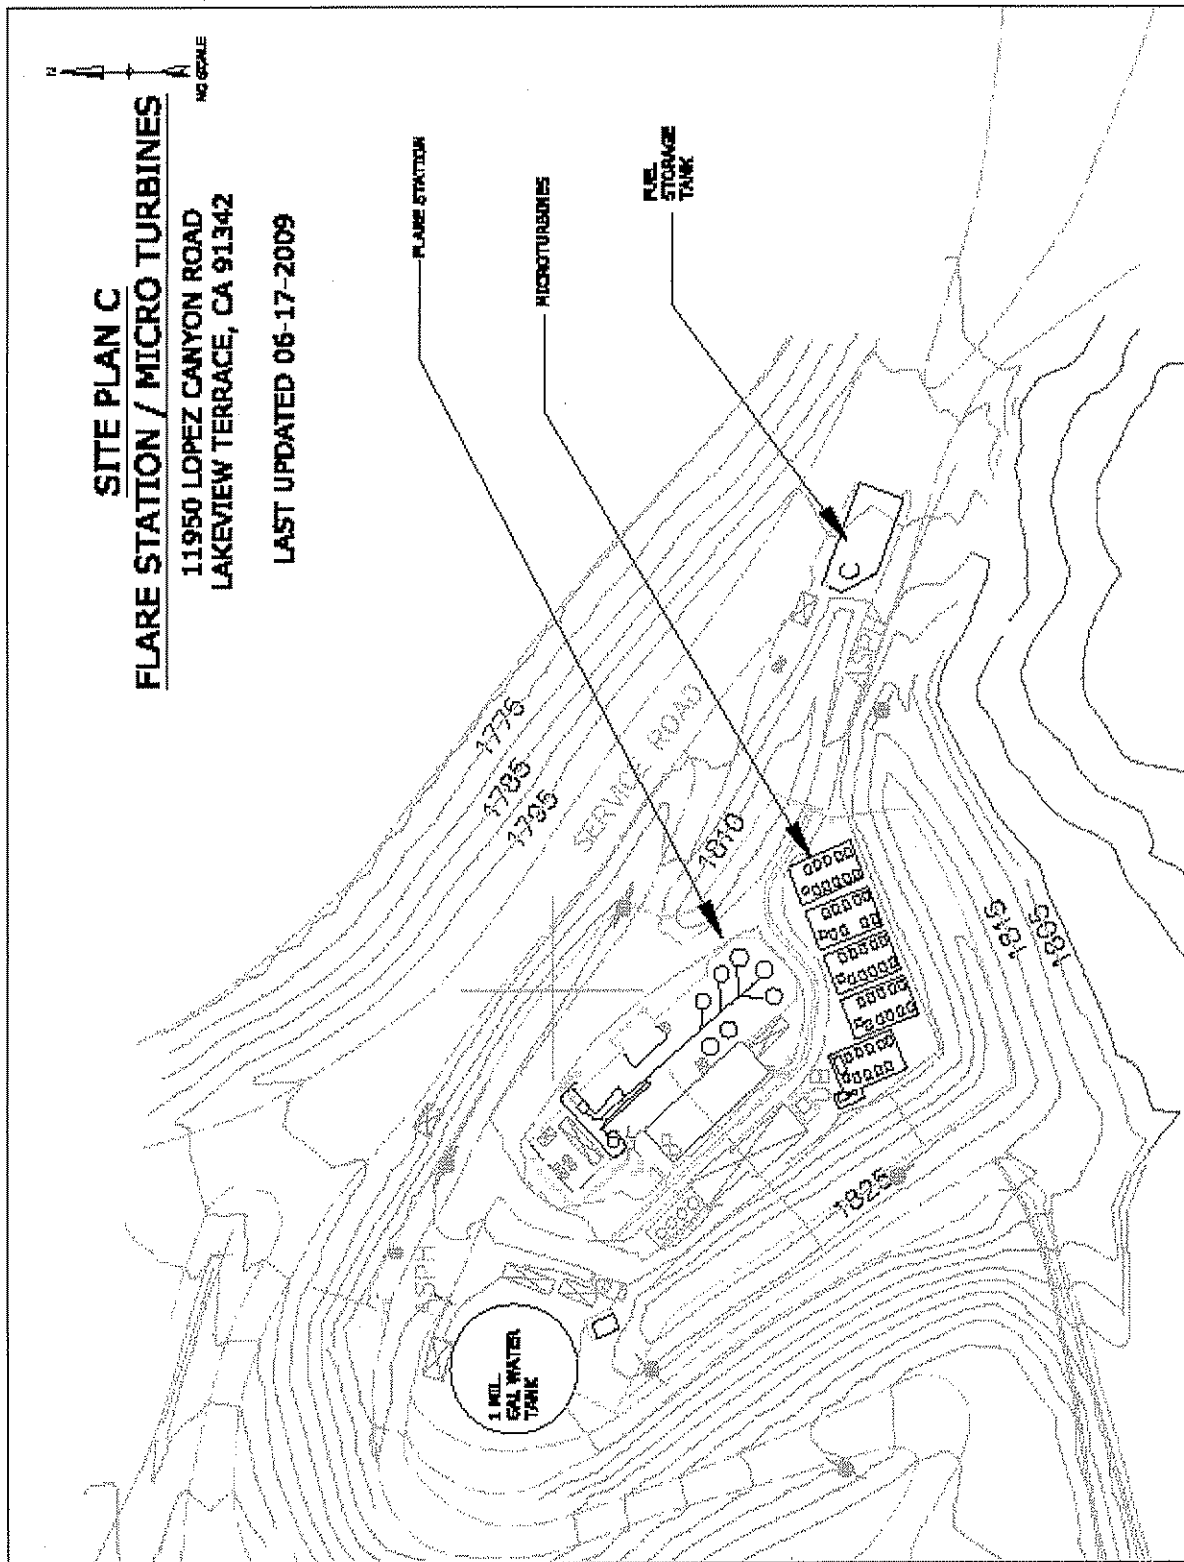 SITE PLAN C
FLARE STATION / MICRO TURBINES
11950 LOPEZ CANYON ROAD
LAKEVIEW TERRACE, CA 91342
LAST UPDATED 06-17-2009
NO SCALE
FLARE STATION
MICROTURBINES
FUEL
STORAGE
TANK
1775
1785
1795
SERVICE ROAD
1810
C
ASPH
1815
1805
1825
ASPH
1 MIL.
GAL WATER
TANK